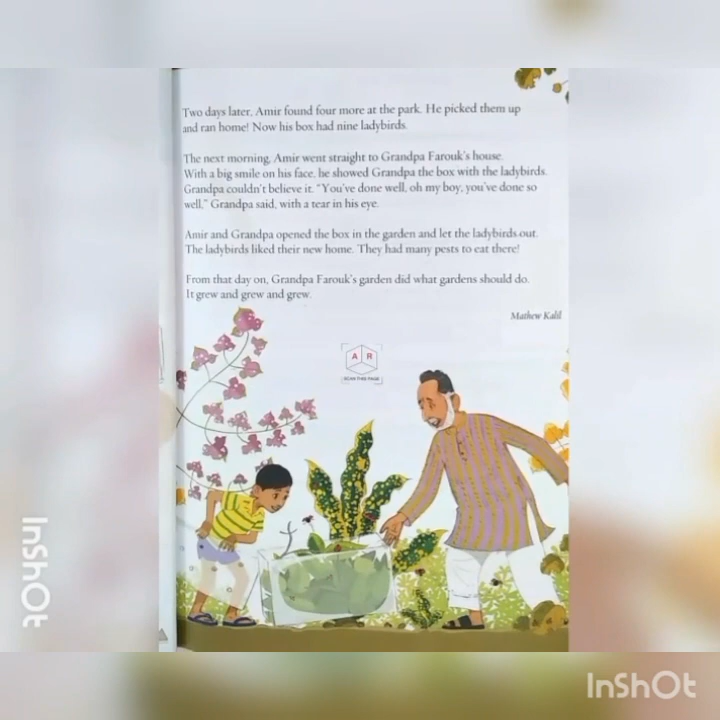 Two days later, Amir found four more at the park. He picked them up
and ran home! Now his box had nine ladybirds.
The next morning, Amir went straight to Grandpa Farouk's house.
With a big smile on his face, he showed Grandpa the box with the ladybirds.
Grandpa couldn't believe it. "You've done well, oh my boy, you've done so
well," Grandpa said, with a tear in his eye.
Amir and Grandpa opened the box in the garden and let the ladybirds out.
The ladybirds liked their new home. They had many pests to eat there!
From that day on, Grandpa Farouk's garden did what gardens should do.
It grew and grew and grew.
Mathew Kalil
A R
SCAN THIS PAGE
InShOt
InShOt